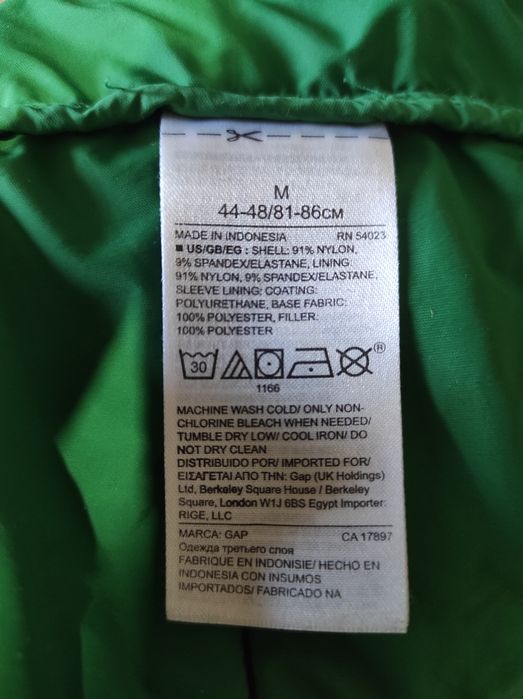 M
44-48/81-86CM
MADE IN INDONESIA RN 54023
■ US/GB/EG : SHELL: 91% NYLON,
9% SPANDEX/ELASTANE, LINING:
91% NYLON, 9% SPANDEX/ELASTANE,
SLEEVE LINING: COATING:
POLYURETHANE, BASE FABRIC:
100% POLYESTER, FILLER:
100% POLYESTER
30 ®
1166
MACHINE WASH COLD/ ONLY NON-
CHLORINE BLEACH WHEN NEEDED/
TUMBLE DRY LOW/ COOL IRON/ DO
NOT DRY CLEAN
DISTRIBUIDO POR/ IMPORTED FOR/
ΕΙΣΑΓΕΤΑΙ ΑΠΟ ΤΗΝ: Gap (UK Holdings)
Ltd, Berkeley Square House / Berkeley
Square, London W1J 6BS Egypt Importer:
RIGE, LLC
MARCA: GAP CA 17897
Одежда третьего слоя
FABRIQUE EN INDONISIE/ HECHO EN
INDONESIA CON INSUMOS
IMPORTADOS/ FABRICADO NA